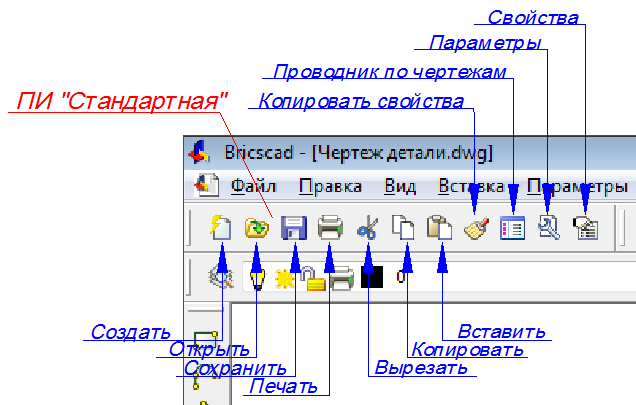 Свойства
Параметры
Проводник по чертежам
ПИ "Стандартная"
Копировать свойства
Bricscad - [Чертеж детали.dwg]
Файл Правка Вид Вставка Параметры
0
Создать
Вставить
Открыть
Копировать
Сохранить
Вырезать
Печать